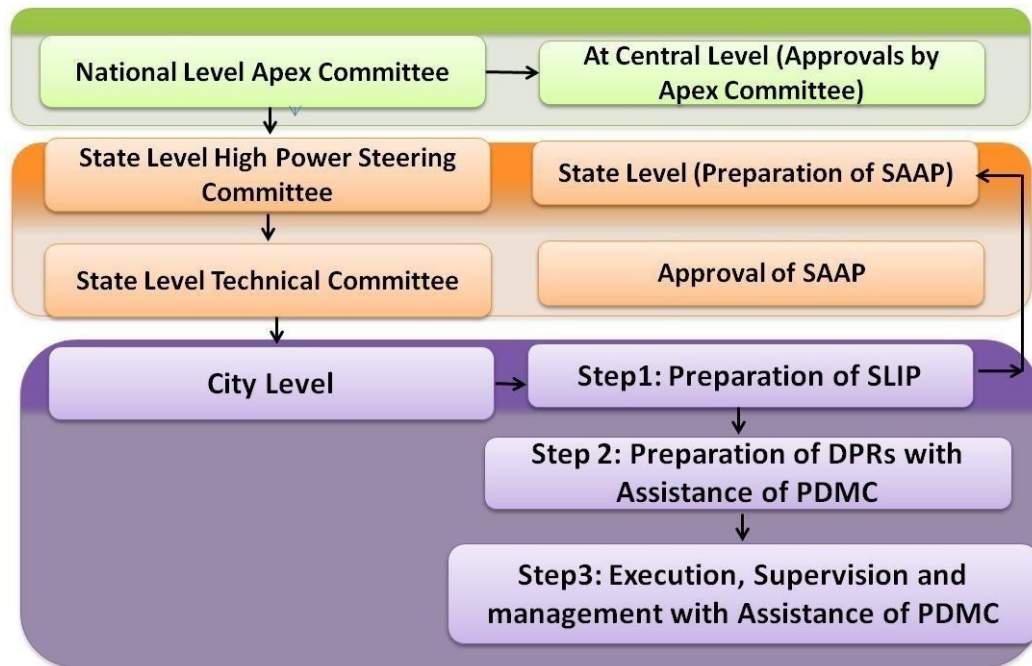 National Level Apex Committee
At Central Level (Approvals by
Apex Committee)
State Level High Power Steering
Committee
State Level (Preparation of SAAP)
State Level Technical Committee
Approval of SAAP
City Level
Step1: Preparation of SLIP
Step 2: Preparation of DPRs with
Assistance of PDMC
Step3: Execution, Supervision and
management with Assistance of PDMC